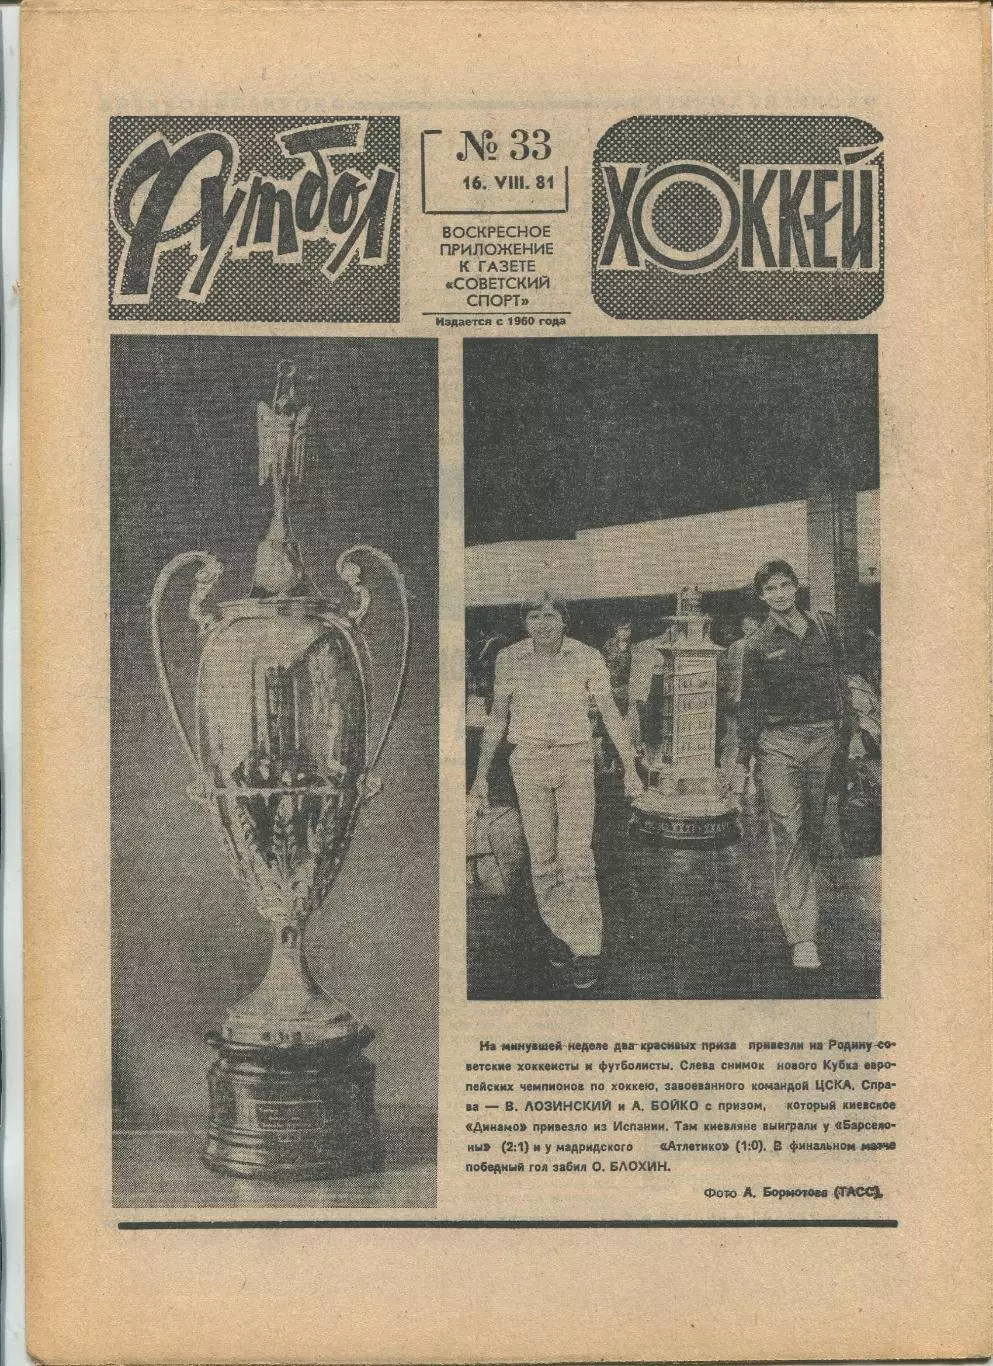 Футбол
№ 33
16. VIII. 81
ВОСКРЕСНОЕ
ПРИЛОЖЕНИЕ
К ГАЗЕТЕ
«СОВЕТСКИЙ
СПОРТ»
Издается с 1960 года
ХОККЕЙ
На минувшей неделе два красивых приза привезли на Родину со-
ветские хоккеисты и футболисты. Слева снимок нового Кубка евро-
пейских чемпионов по хоккею, завоеванного командой ЦСКА. Спра-
ва — В. ЛОЗИНСКИЙ и А. БОЙКО с призом, который киевское
«Динамо» привезло из Испании. Там киевляне выиграли у «Барсело-
ны» (2:1) и у мадридского «Атлетико» (1:0). В финальном матче
победный гол забил О. БЛОХИН.
Фото А. Бормотова (ТАСС).